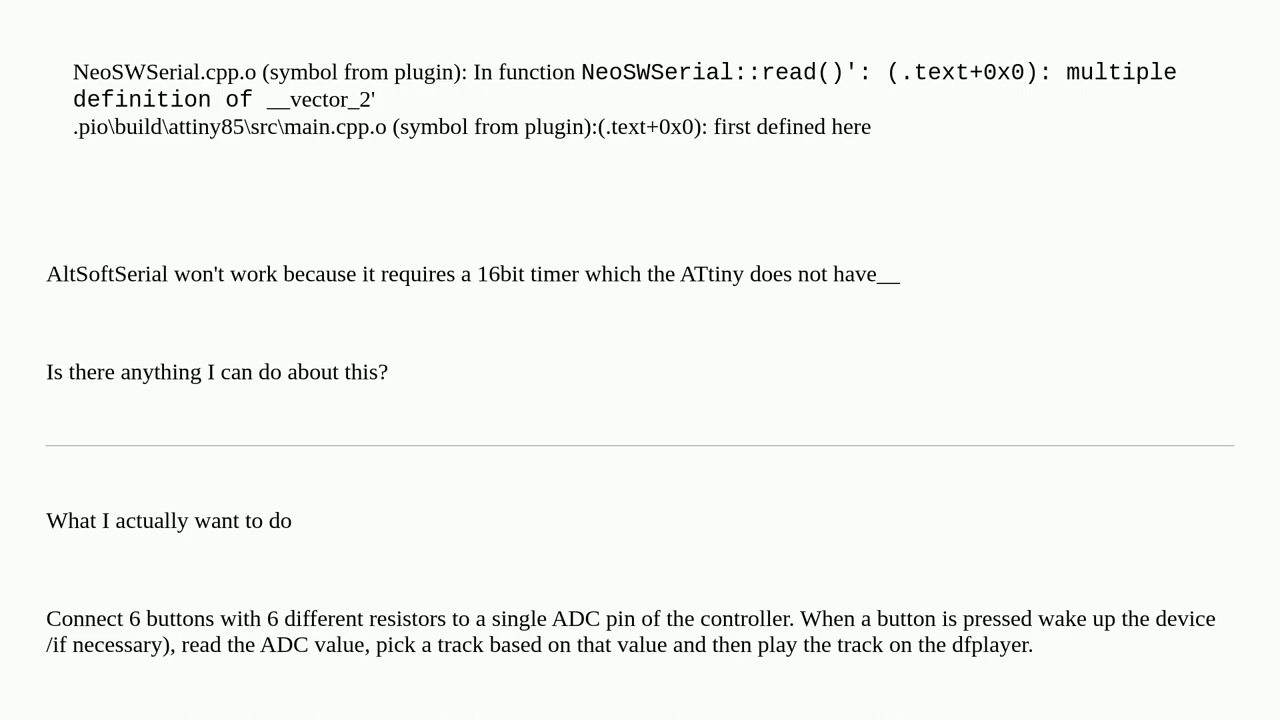 NeoSWSerial.cpp.o (symbol from plugin): In function NeoSWSerial::read()': (.text+0x0): multiple
definition of __vector_2'
.pio\build\attiny85\src\main.cpp.o (symbol from plugin):(.text+0x0): first defined here
AltSoftSerial won't work because it requires a 16bit timer which the ATtiny does not have__
Is there anything I can do about this?
What I actually want to do
Connect 6 buttons with 6 different resistors to a single ADC pin of the controller. When a button is pressed wake up the device
/if necessary), read the ADC value, pick a track based on that value and then play the track on the dfplayer.